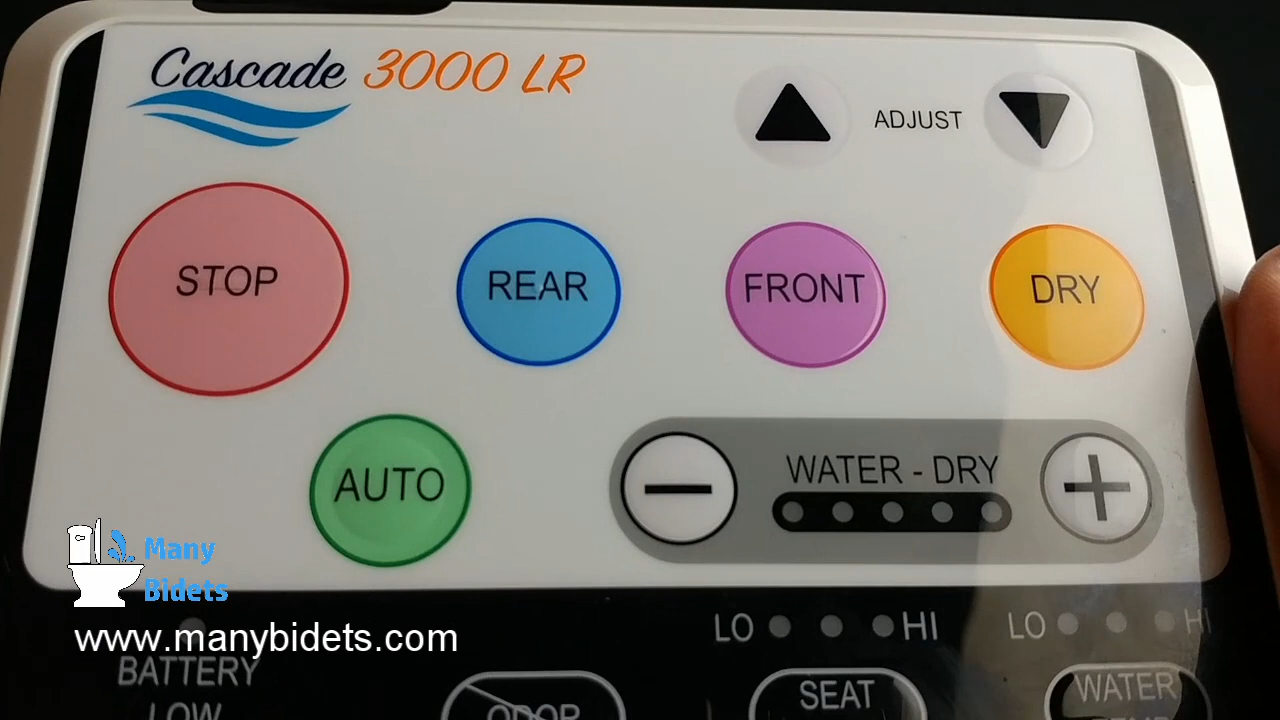 Cascade 3000 LR
ADJUST
STOP
REAR
FRONT
DRY
AUTO
WATER - DRY
Many
Bidets
www.manybidets.com
LO HI
LO HI
BATTERY
LOW
ODOR
SEAT
WATER